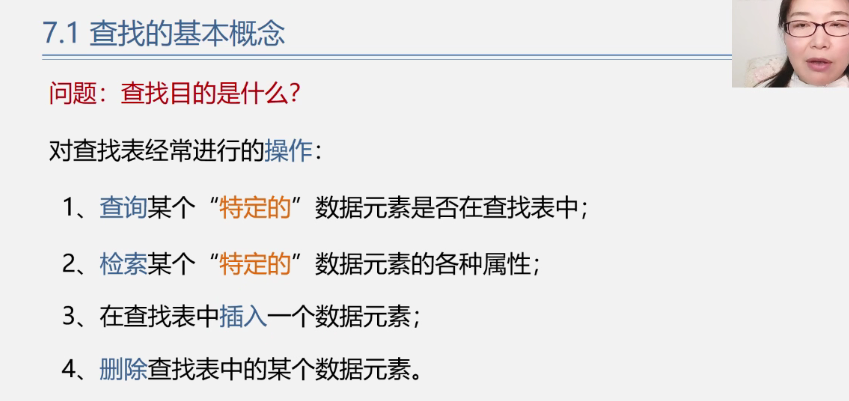 7.1 查找的基本概念
问题：查找目的是什么？
对查找表经常进行的操作：
1、查询某个“特定的”数据元素是否在查找表中；
2、检索某个“特定的”数据元素的各种属性；
3、在查找表中插入一个数据元素；
4、删除查找表中的某个数据元素。